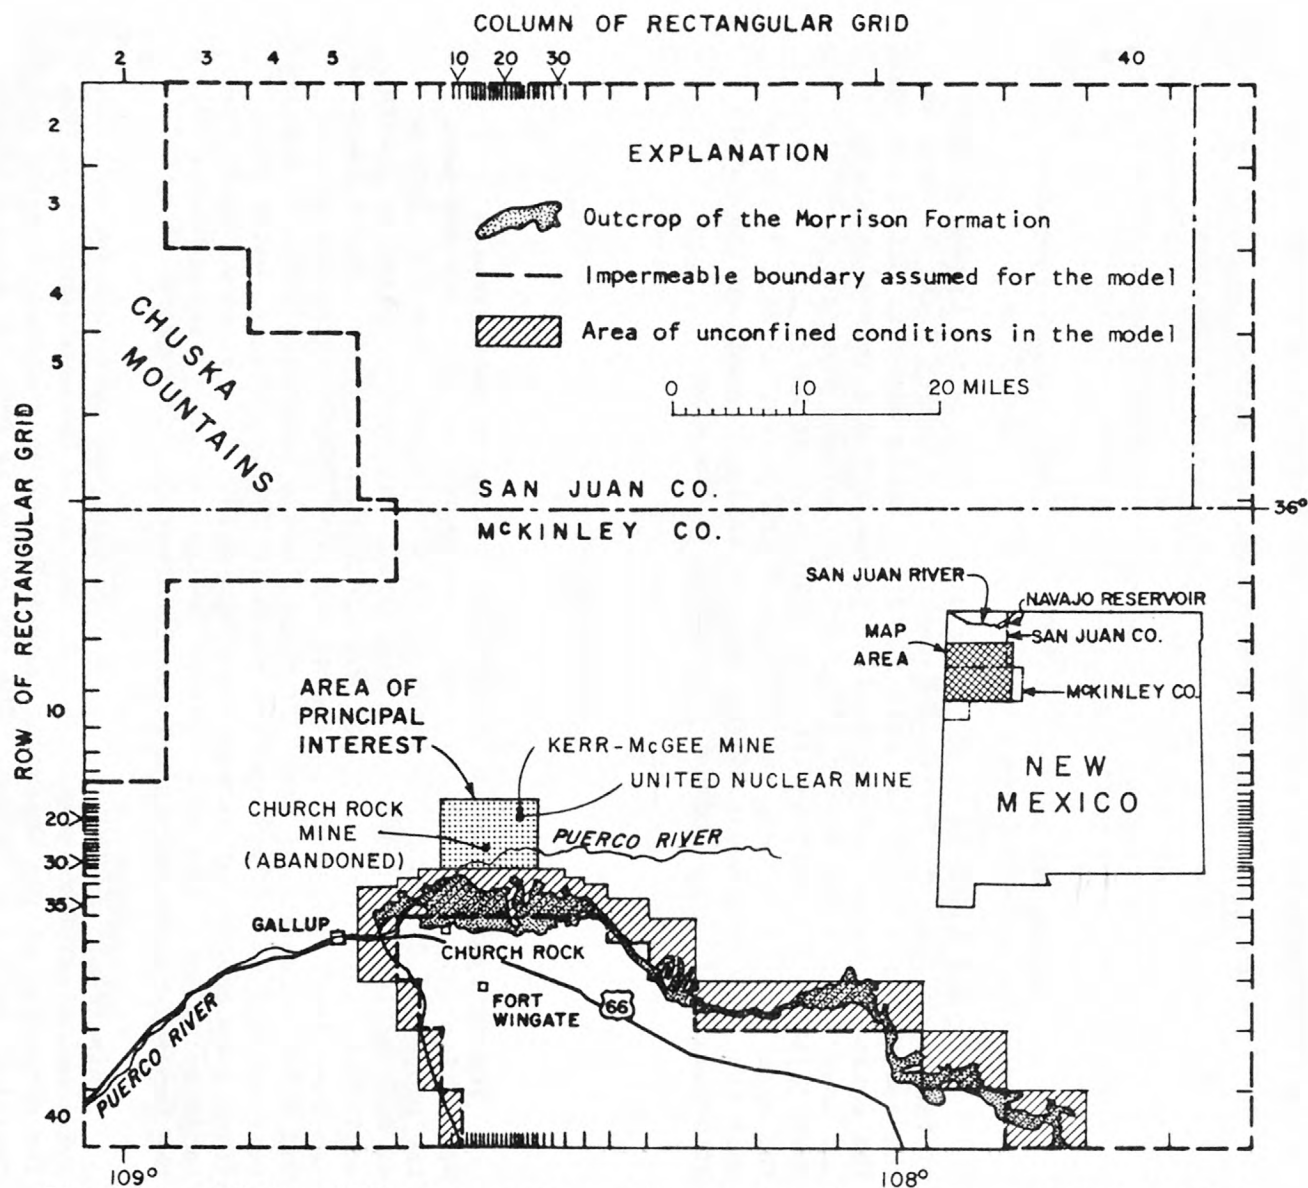 COLUMN OF RECTANGULAR GRID
2 3 4 5 10 20 30 40
ROW OF RECTANGULAR GRID
2
3
4
5
10
20
30
35
40
EXPLANATION
Outcrop of the Morrison Formation
Impermeable boundary assumed for the model
Area of unconfined conditions in the model
0 10 20 MILES
CHUSKA
MOUNTAINS
SAN JUAN CO.
McKINLEY CO.
36°
SAN JUAN RIVER
NAVAJO RESERVOIR
SAN JUAN CO.
MAP
AREA
McKINLEY CO.
NEW
MEXICO
AREA OF
PRINCIPAL
INTEREST
KERR-McGEE MINE
UNITED NUCLEAR MINE
CHURCH ROCK
MINE
(ABANDONED)
PUERCO RIVER
GALLUP
CHURCH ROCK
FORT
WINGATE
66
PUERCO RIVER
109°
108°